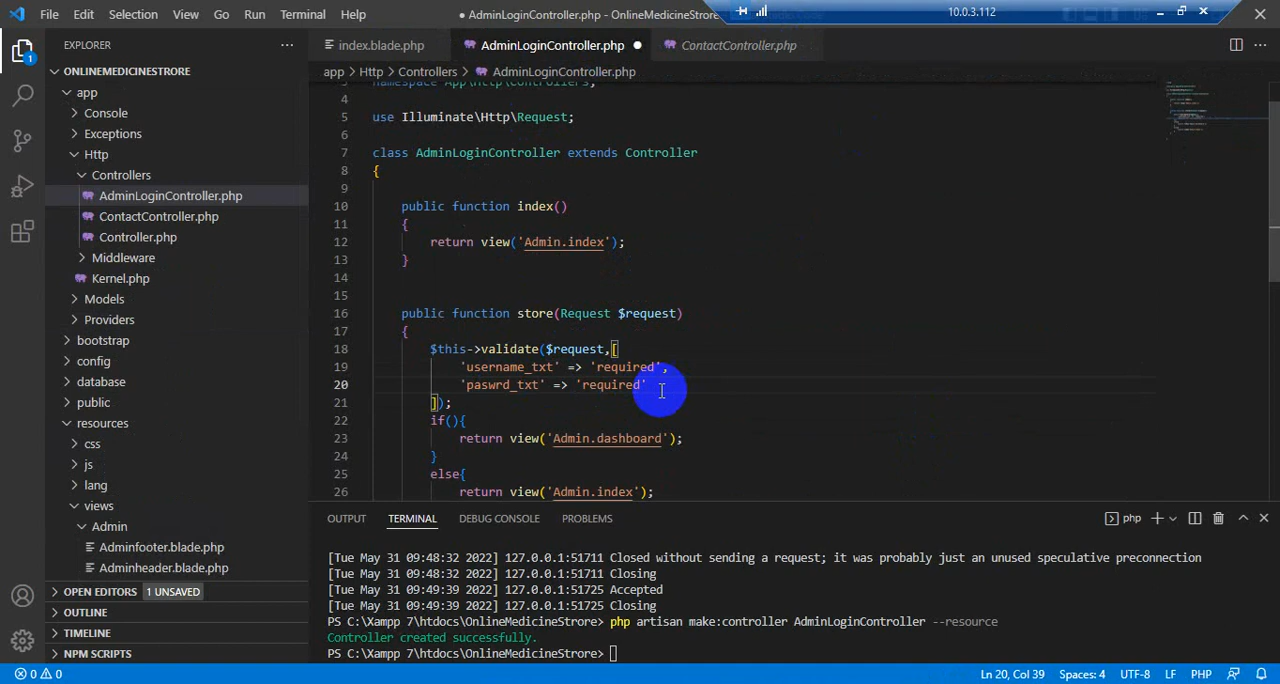 File Edit Selection View Go Run Terminal Help
● AdminLoginController.php - OnlineMedicineStrore
10.0.3.112
EXPLORER
index.blade.php AdminLoginController.php ● ContactController.php
app > Http > Controllers > AdminLoginController.php
1
ONLINEMEDICINESTRORE
app
Console
Exceptions
Http
Controllers
AdminLoginController.php
ContactController.php
Controller.php
Middleware
Kernel.php
Models
Providers
bootstrap
config
database
public
resources
css
js
lang
views
Admin
Adminfooter.blade.php
Adminheader.blade.php
OPEN EDITORS 1 UNSAVED
OUTLINE
TIMELINE
NPM SCRIPTS
3 namespace App\Http\Controllers;
4
5 use Illuminate\Http\Request;
6
7 class AdminLoginController extends Controller
8 {
9
10 public function index()
11 {
12 return view('Admin.index');
13 }
14
15
16 public function store(Request $request)
17 {
18 $this->validate($request,[
19 'username_txt' => 'required',
20 'paswrd_txt' => 'required'
21 ]);
22 if(){
23 return view('Admin.dashboard');
24 }
25 else{
26 return view('Admin.index');
OUTPUT TERMINAL DEBUG CONSOLE PROBLEMS
php
[Tue May 31 09:48:32 2022] 127.0.0.1:51711 Closed without sending a request; it was probably just an unused speculative preconnection
[Tue May 31 09:48:32 2022] 127.0.0.1:51711 Closing
[Tue May 31 09:49:39 2022] 127.0.0.1:51725 Accepted
[Tue May 31 09:49:39 2022] 127.0.0.1:51725 Closing
PS C:\Xampp 7\htdocs\OnlineMedicineStrore> php artisan make:controller AdminLoginController --resource
Controller created successfully.
PS C:\Xampp 7\htdocs\OnlineMedicineStrore>
0 0
Ln 20, Col 39 Spaces: 4 UTF-8 LF PHP